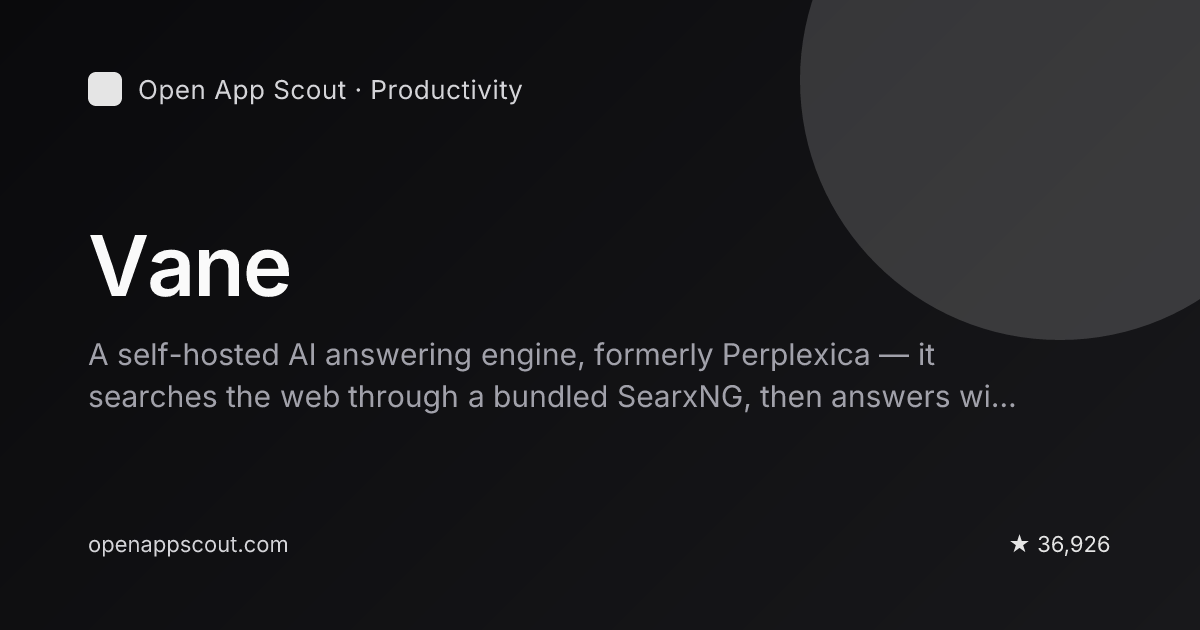 Open App Scout · Productivity
Vane
A self-hosted AI answering engine, formerly Perplexica — it
searches the web through a bundled SearxNG, then answers wi...
openappscout.com
★ 36,926